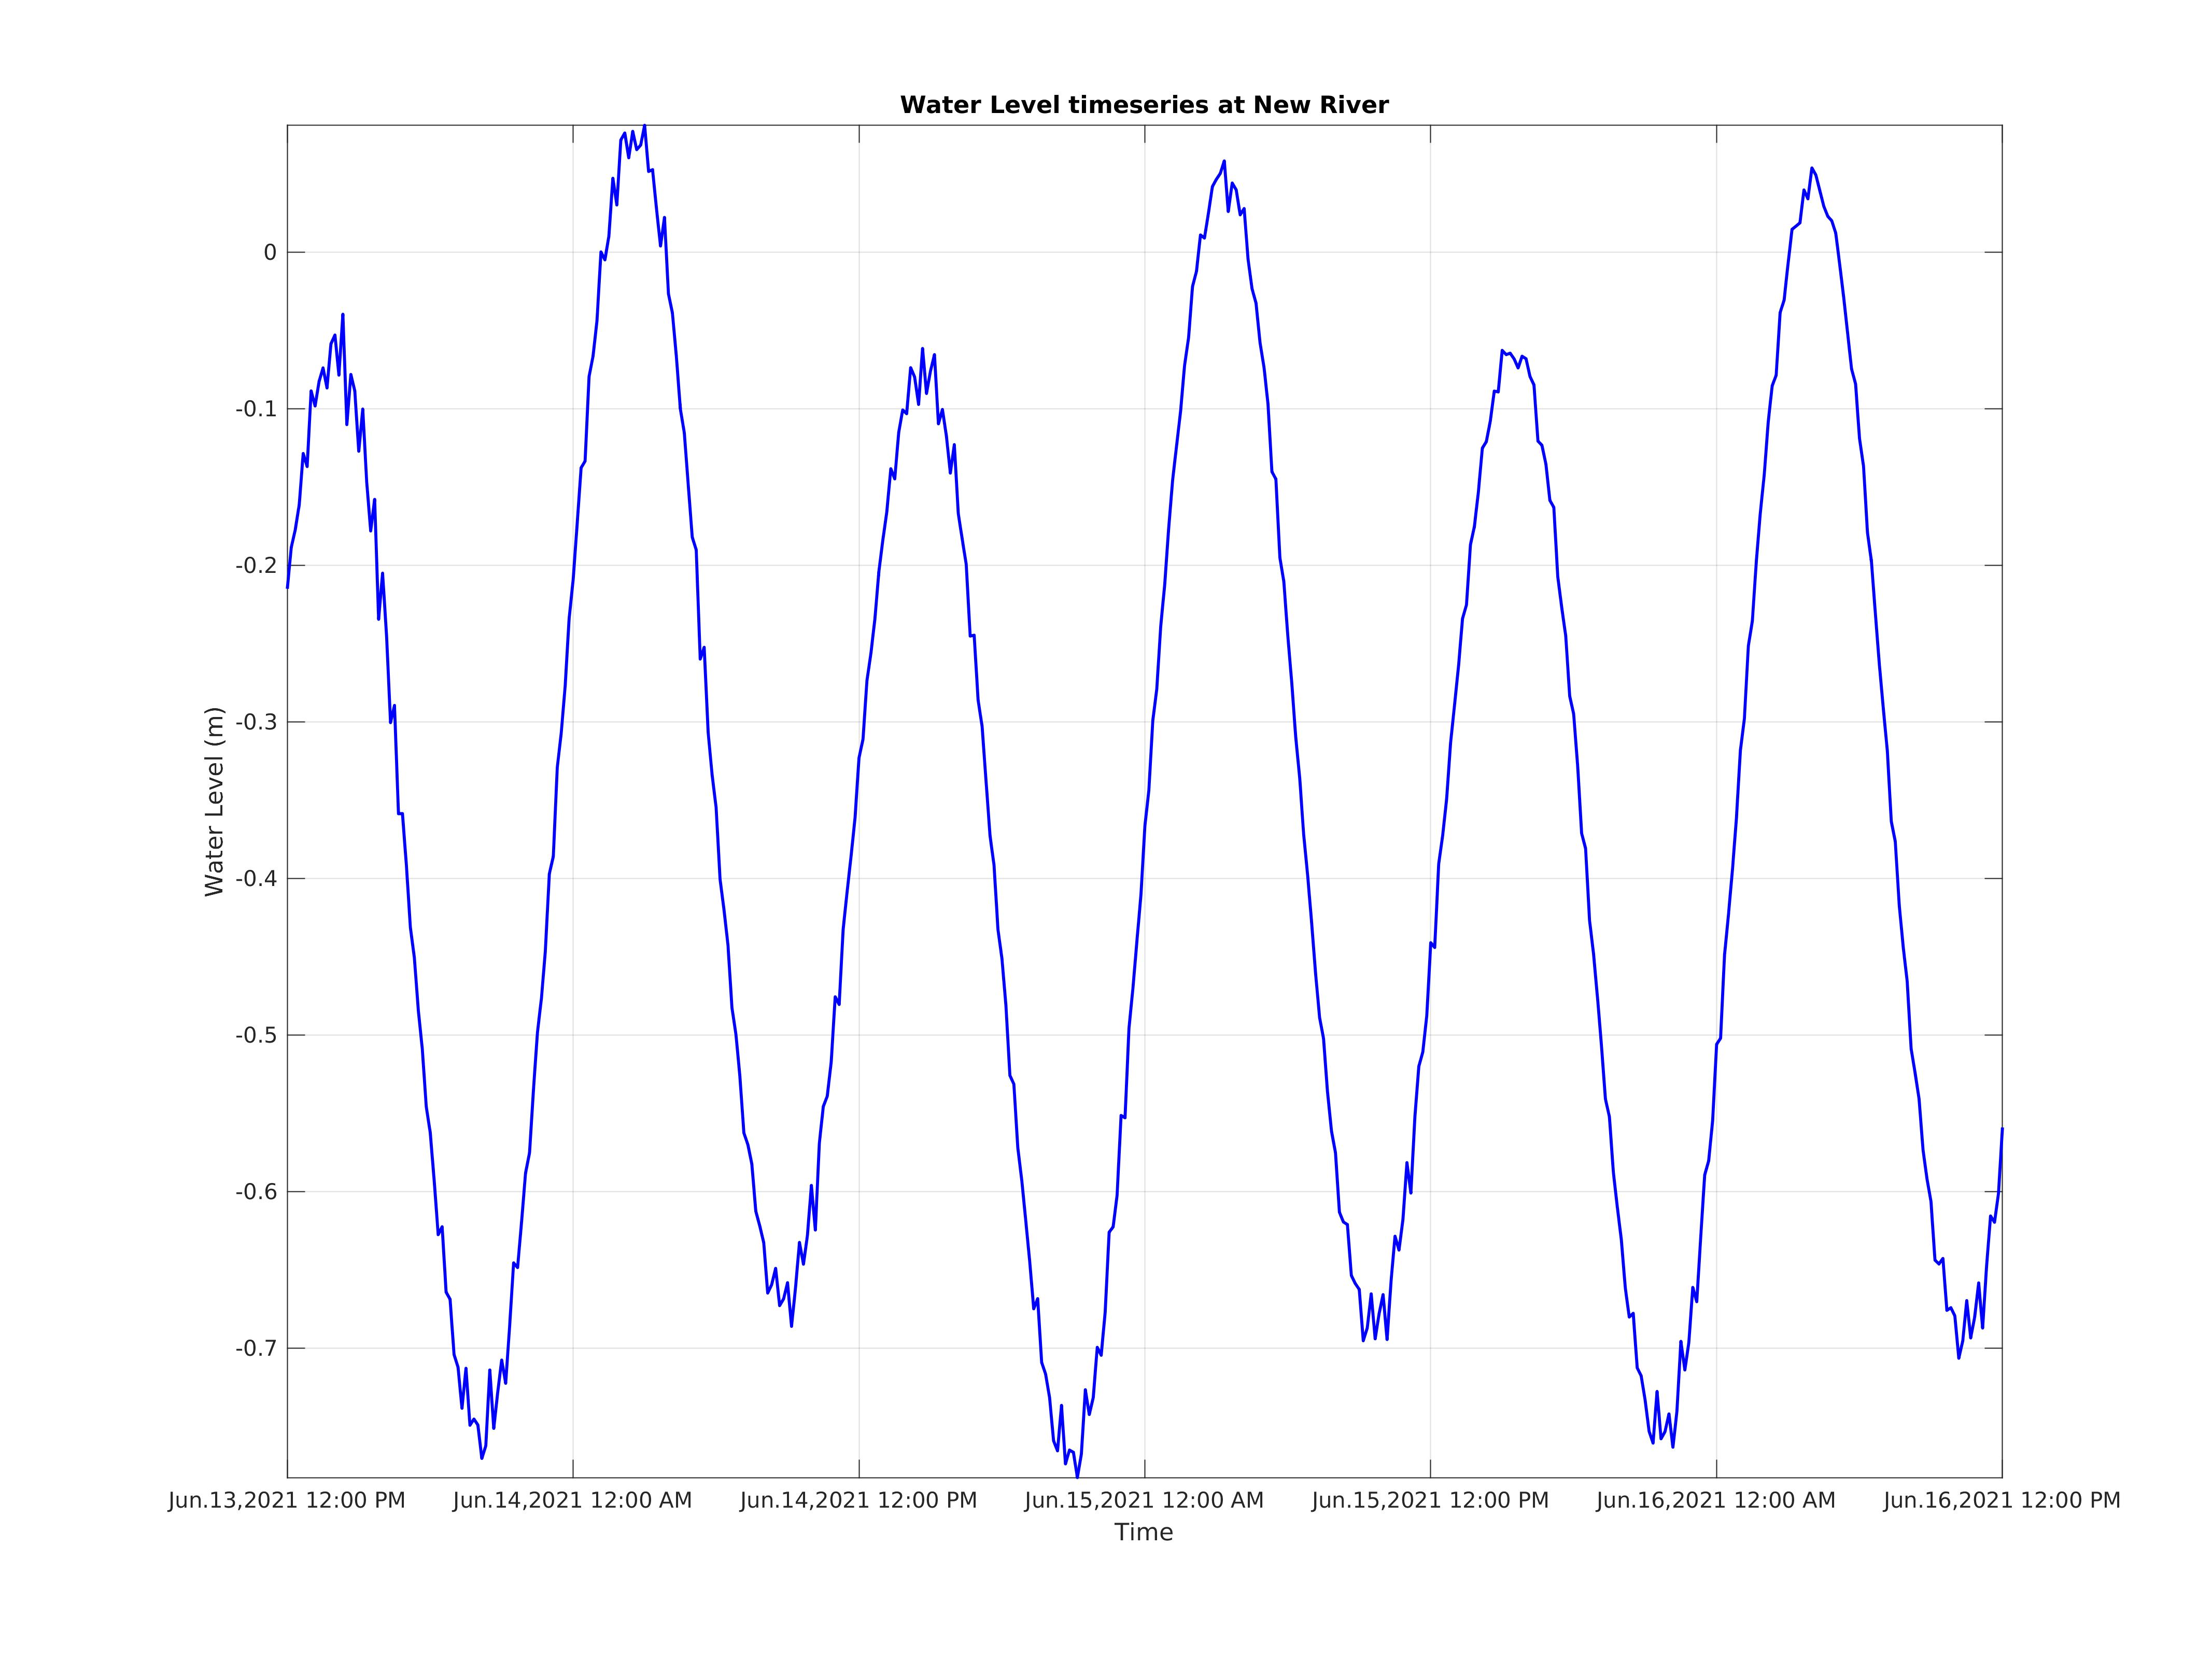 Water Level timeseries at New River
0
-0.1
-0.2
-0.3
-0.4
-0.5
-0.6
-0.7
Water Level (m)
Jun.13,2021 12:00 PM Jun.14,2021 12:00 AM Jun.14,2021 12:00 PM Jun.15,2021 12:00 AM Jun.15,2021 12:00 PM Jun.16,2021 12:00 AM Jun.16,2021 12:00 PM
Time